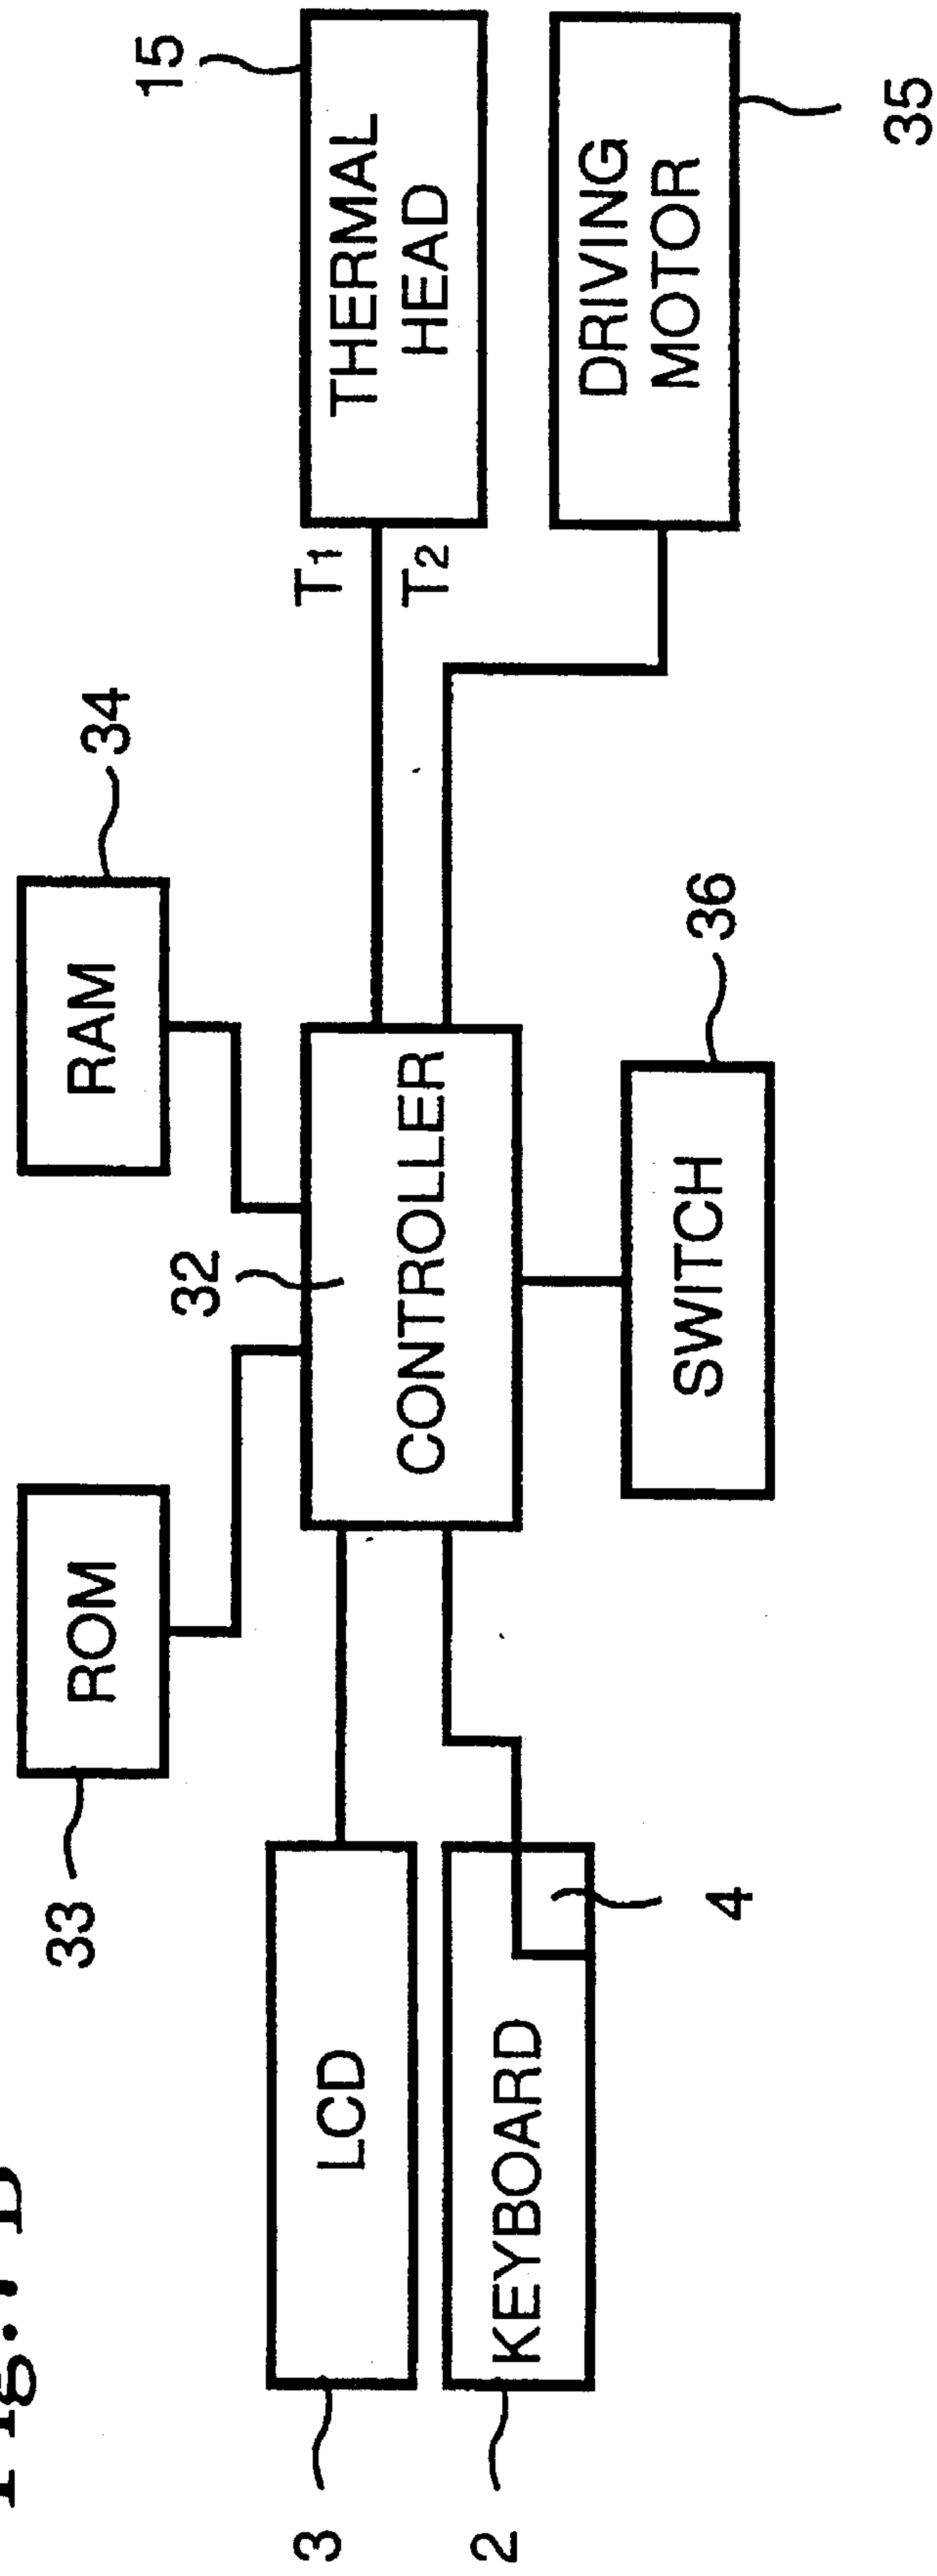 Fig.
33
ROM
RAM
34
32
15
3
LCD
CONTROLLER
T1
T2
THERMAL
HEAD
2
KEYBOARD
4
SWITCH
36
DRIVING
MOTOR
35